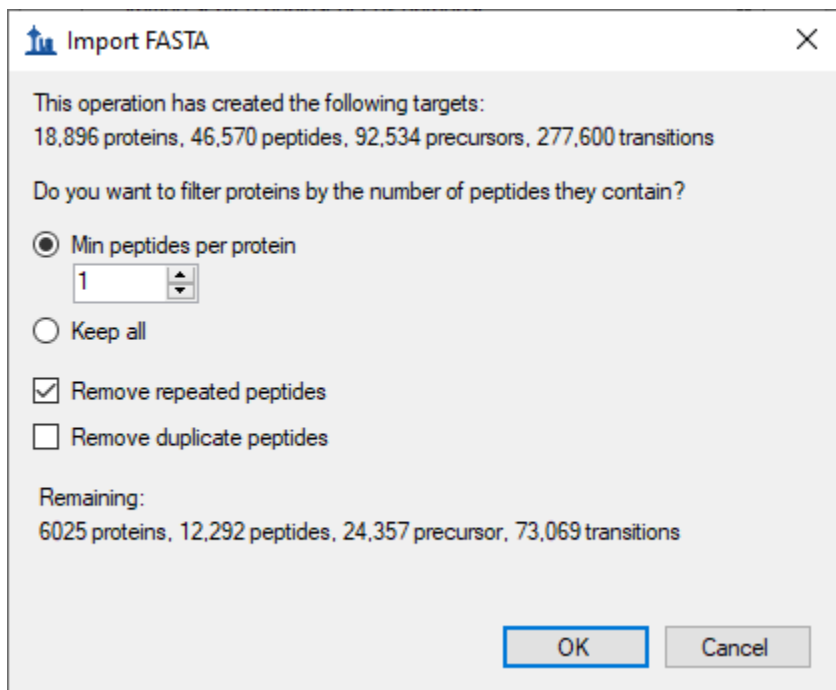 Import FASTA
This operation has created the following targets:
18,896 proteins, 46,570 peptides, 92,534 precursors, 277,600 transitions
Do you want to filter proteins by the number of peptides they contain?
Min peptides per protein
1
Keep all
Remove repeated peptides
Remove duplicate peptides
Remaining:
6025 proteins, 12,292 peptides, 24,357 precursor, 73,069 transitions
OK Cancel